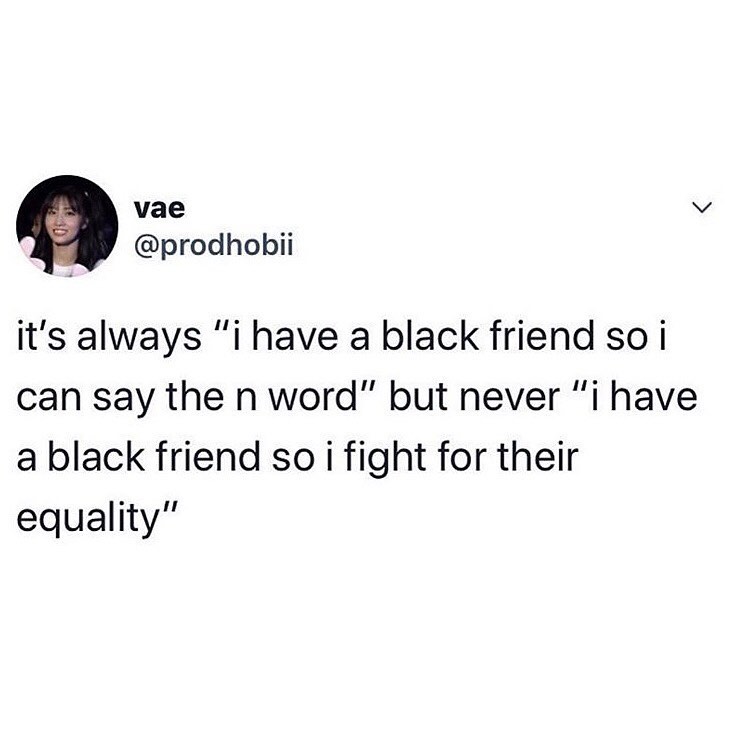 vae
@prodhobii
it’s always “i have a black friend so i
can say the n word” but never “i have
a black friend so i fight for their
equality”